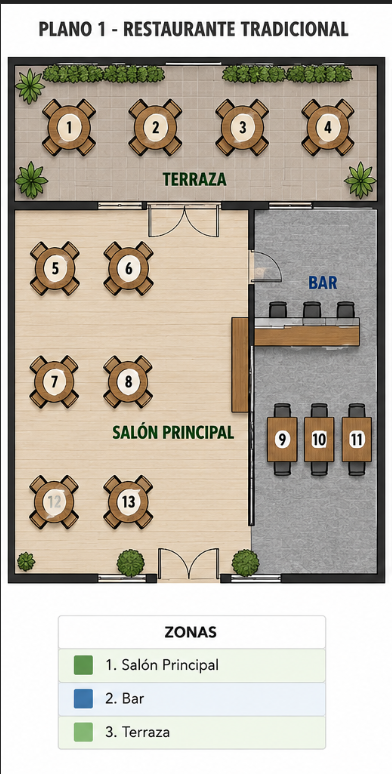 PLANO 1 - RESTAURANTE TRADICIONAL
1 2 3 4
TERRAZA
5 6
BAR
7 8
SALÓN PRINCIPAL
9 10 11
12 13
ZONAS
1. Salón Principal
2. Bar
3. Terraza